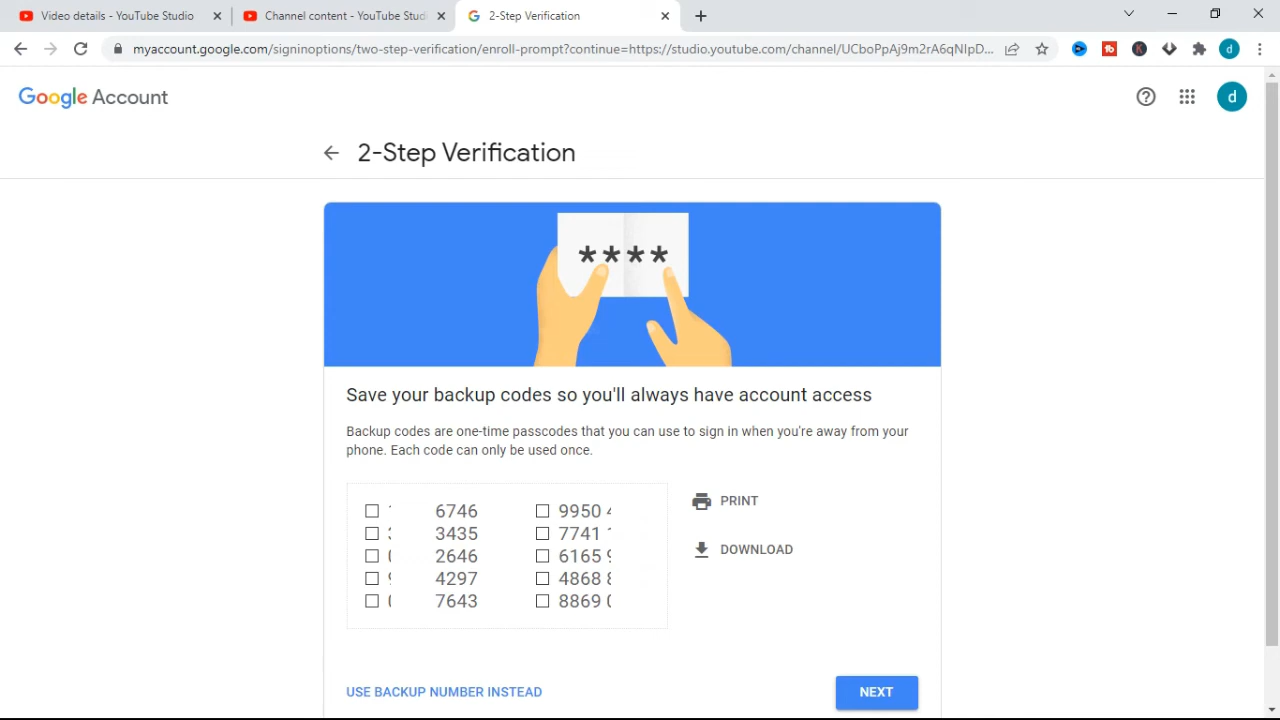 Video details - YouTube Studio
Channel content - YouTube Studi
2-Step Verification
myaccount.google.com/signinoptions/two-step-verification/enroll-prompt?continue=https://studio.youtube.com/channel/UCboPpAj9m2rA6qNIpD...
d
Google Account
d
2-Step Verification
****
Save your backup codes so you'll always have account access
Backup codes are one-time passcodes that you can use to sign in when you're away from your
phone. Each code can only be used once.
6746 9950
3435 7741
2646 6165
4297 4868
7643 8869
PRINT
DOWNLOAD
USE BACKUP NUMBER INSTEAD
NEXT